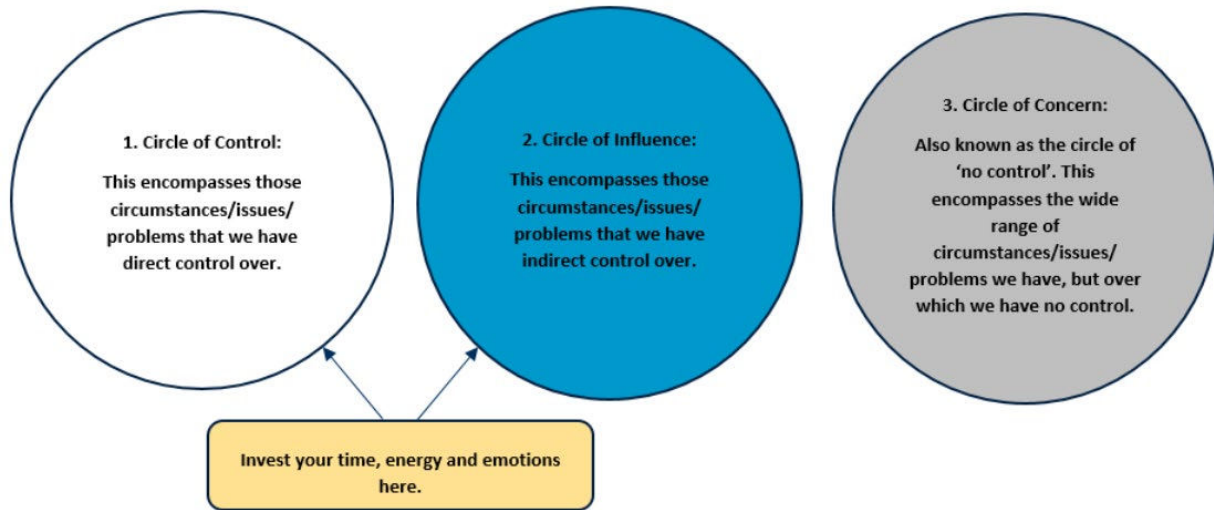 1. Circle of Control:
This encompasses those
circumstances/issues/
problems that we have
direct control over.
2. Circle of Influence:
This encompasses those
circumstances/issues/
problems that we have
indirect control over.
3. Circle of Concern:
Also known as the circle of
‘no control’. This
encompasses the wide
range of
circumstances/issues/
problems we have, but over
which we have no control.
Invest your time, energy and emotions
here.